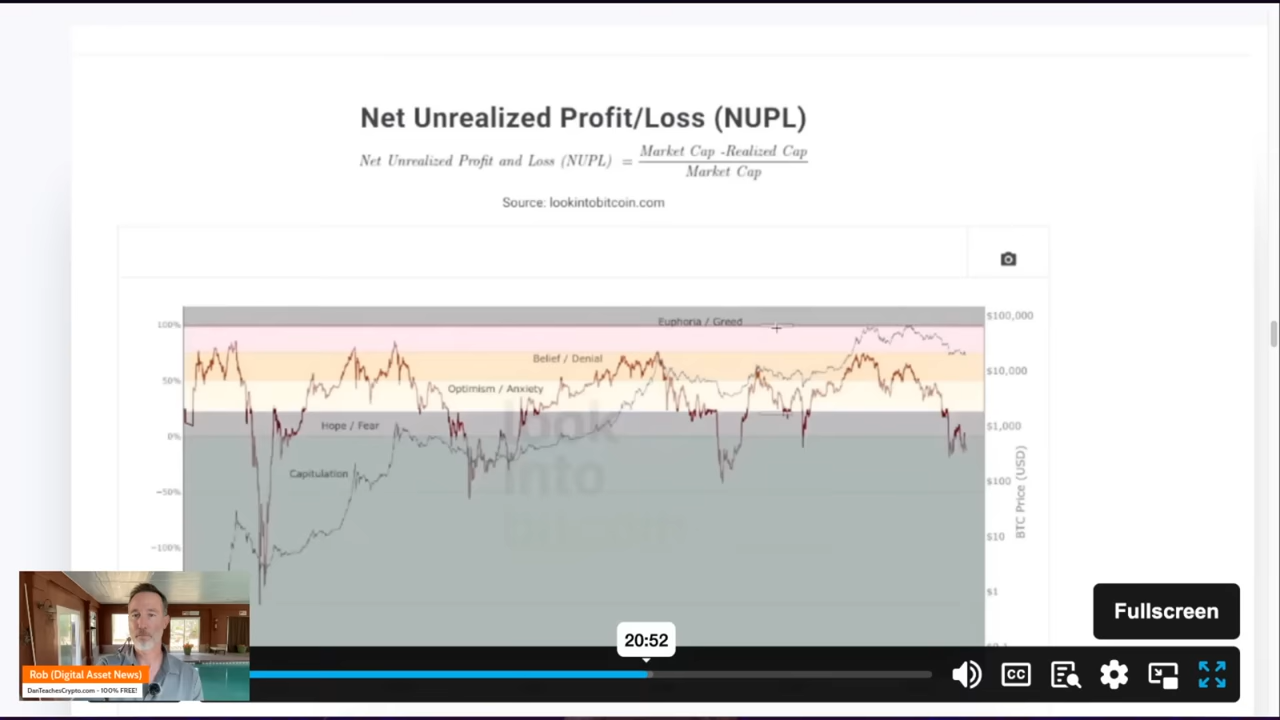 Net Unrealized Profit/Loss (NUPL)
Net Unrealized Profit and Loss (NUPL) = Market Cap -Realized Cap
Market Cap
Source: lookintobitcoin.com
Euphoria / Greed
100%
$100,000
Belief / Denial
$10,000
50%
Optimism / Anxiety
look
Hope / Fear
$1,000
0%
into
Capitulation
$100
−50%
BTC Price (USD)
bitcoin
$10
−100%
$1
Fullscreen
20:52
Rob (Digital Asset News)
DanTeachesCrypto.com - 100% FREE!
CC